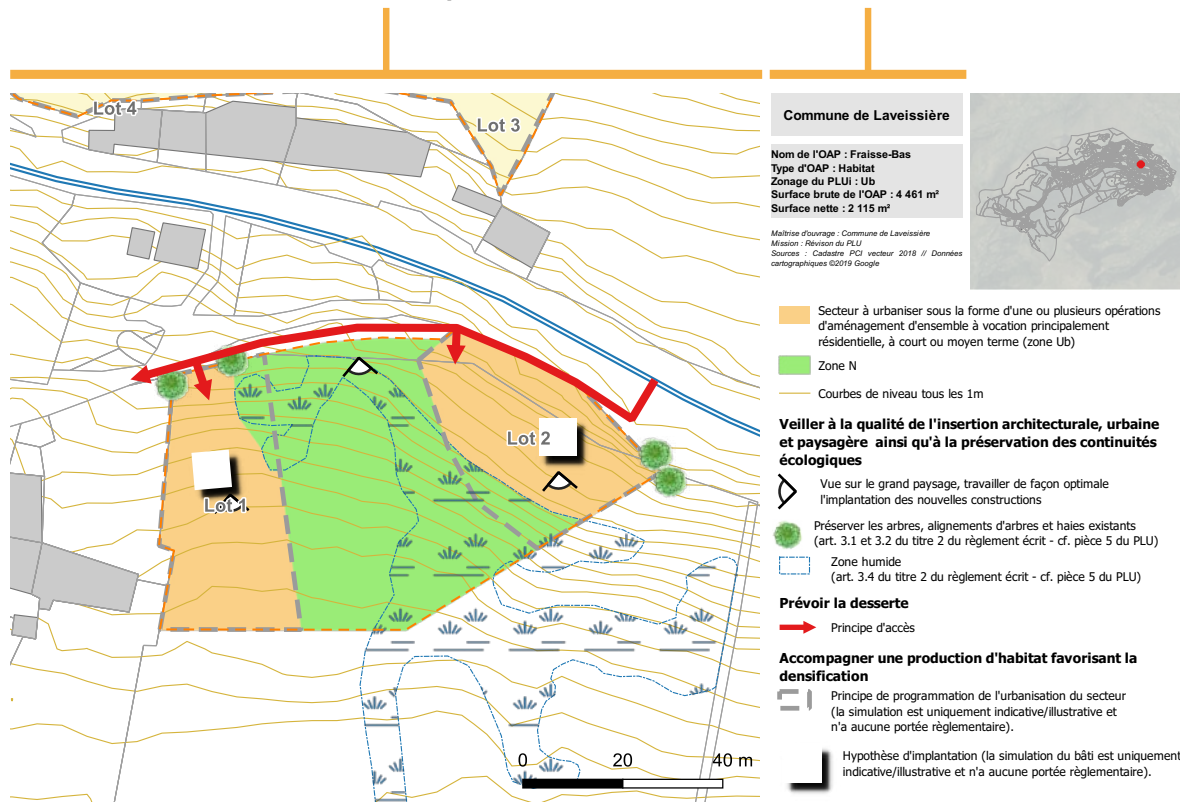 Lot 4
Lot 3
Lot 2
Lot 1
0 20 40 m
Commune de Laveissière
Nom de l'OAP : Fraisse-Bas
Type d'OAP : Habitat
Zonage du PLUi : Ub
Surface brute de l'OAP : 4 461 m²
Surface nette : 2 115 m²
Maîtrise d'ouvrage : Commune de Laveissière
Mission : Révison du PLU
Sources : Cadastre PCI vecteur 2018 // Données
cartographiques ©2019 Google
Secteur à urbaniser sous la forme d'une ou plusieurs opérations
d'aménagement d'ensemble à vocation principalement
résidentielle, à court ou moyen terme (zone Ub)
Zone N
Courbes de niveau tous les 1m
Veiller à la qualité de l'insertion architecturale, urbaine
et paysagère ainsi qu'à la préservation des continuités
écologiques
Vue sur le grand paysage, travailler de façon optimale
l'implantation des nouvelles constructions
Préserver les arbres, alignements d'arbres et haies existants
(art. 3.1 et 3.2 du titre 2 du règlement écrit - cf. pièce 5 du PLU)
Zone humide
(art. 3.4 du titre 2 du règlement écrit - cf. pièce 5 du PLU)
Prévoir la desserte
Principe d'accès
Accompagner une production d'habitat favorisant la
densification
Principe de programmation de l'urbanisation du secteur
(la simulation est uniquement indicative/illustrative et
n'a aucune portée règlementaire).
Hypothèse d'implantation (la simulation du bâti est uniquement
indicative/illustrative et n'a aucune portée règlementaire).